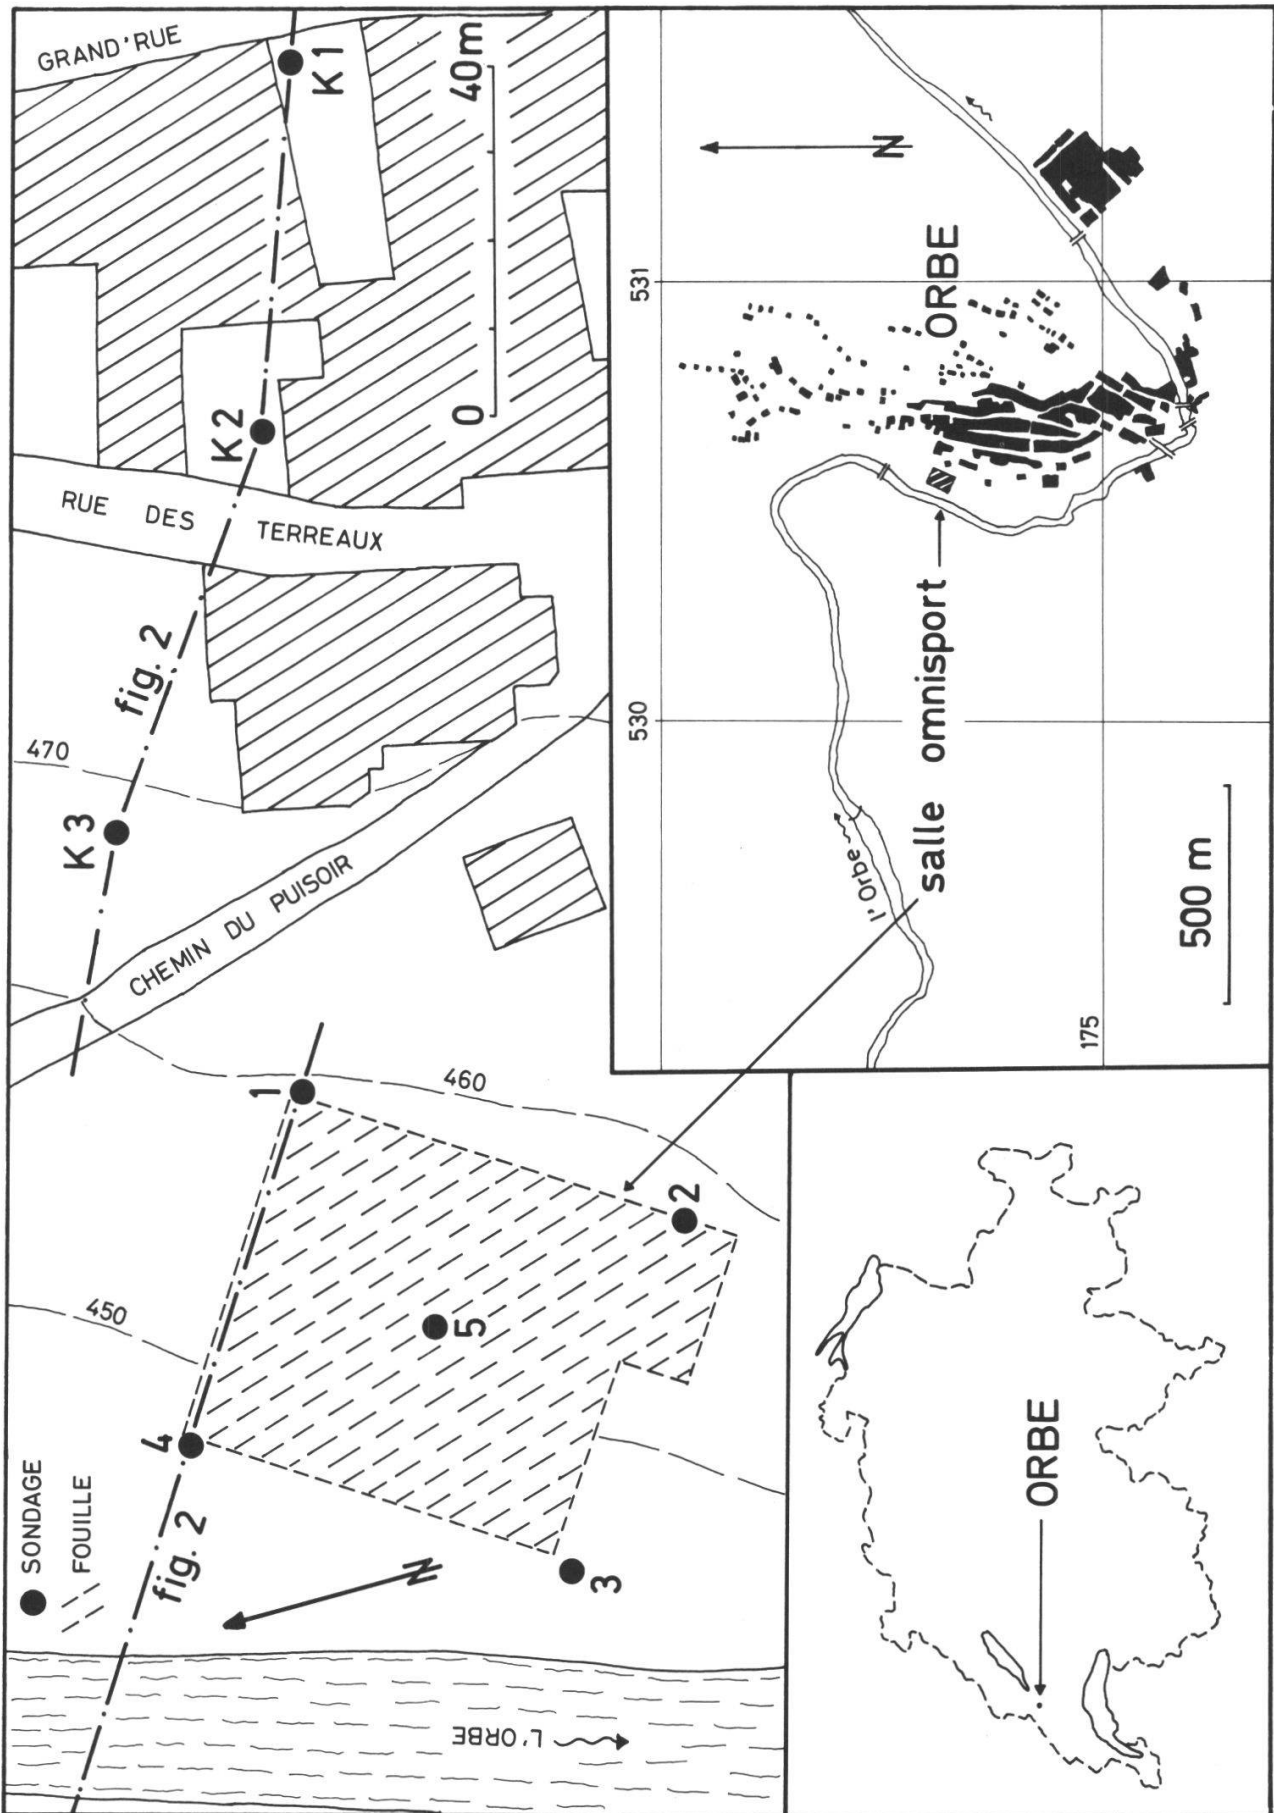 SONDAGE
FOUILLE
fig. 2
4
450
5
3
2
1
460
N
L'ORBE
CHEMIN DU PUISOIR
K 3
470
fig. 2
RUE DES TERREAUX
K2
GRAND'RUE
K1
0 40m
ORBE
500 m
175
salle omnisport
l'Orbe
530
531
ORBE
N